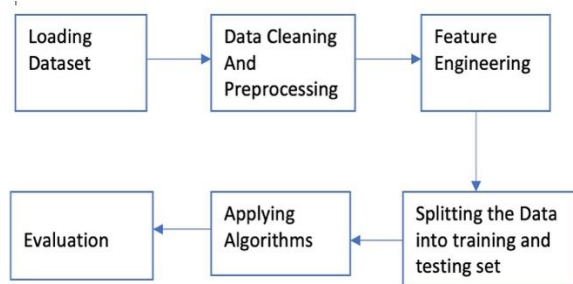 Loading
Dataset
Data Cleaning
And
Preprocessing
Feature
Engineering
Splitting the Data
into training and
testing set
Applying
Algorithms
Evaluation